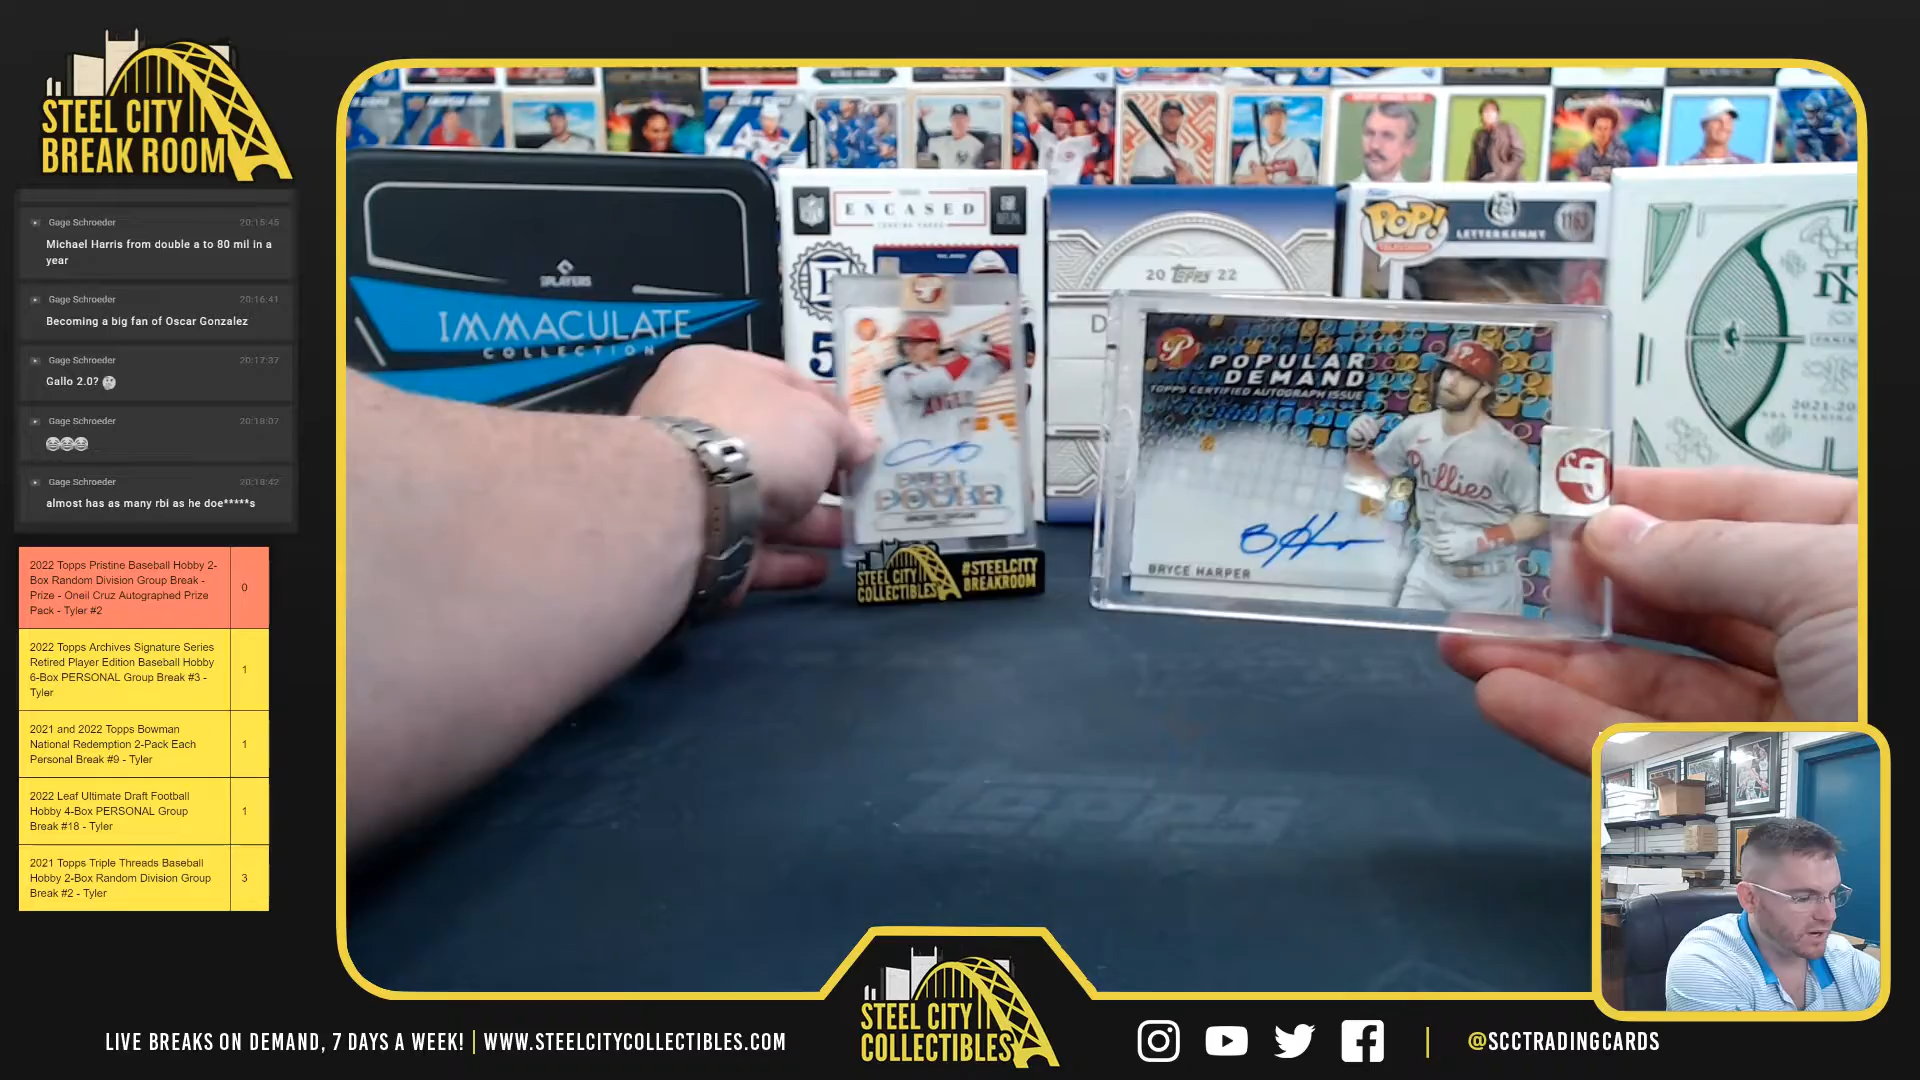 STEEL CITY
BREAK ROOM
Gage Schroeder 20:15:45
Michael Harris from double a to 80 mil in a
year
Gage Schroeder 20:16:41
Becoming a big fan of Oscar Gonzalez
Gage Schroeder 20:17:37
Gallo 2.0? 🤔
Gage Schroeder 20:18:07
😂😂😂
Gage Schroeder 20:18:42
almost has as many rbi as he doe*****s
2022 Topps Pristine Baseball Hobby 2-
Box Random Division Group Break -
Prize - Oneil Cruz Autographed Prize
Pack - Tyler #2
0
2022 Topps Archives Signature Series
Retired Player Edition Baseball Hobby
6-Box PERSONAL Group Break #3 -
Tyler
1
2021 and 2022 Topps Bowman
National Redemption 2-Pack Each
Personal Break #9 - Tyler
1
2022 Leaf Ultimate Draft Football
Hobby 4-Box PERSONAL Group
Break #18 - Tyler
1
2021 Topps Triple Threads Baseball
Hobby 2-Box Random Division Group
Break #2 - Tyler
3
IMMACULATE
COLLECTION
ENCASED
20 TOPPS 22
POP!
LETTERKENNY
1163
2021-20
POPULAR
DEMAND
TOPPS CERTIFIED AUTOGRAPH ISSUE
Phillies
BRYCE HARPER
STEEL CITY
COLLECTIBLES
#STEELCITY
BREAKROOM
TOPPS
STEEL CITY
COLLECTIBLES
LIVE BREAKS ON DEMAND, 7 DAYS A WEEK! | WWW.STEELCITYCOLLECTIBLES.COM
| @SCCTRADINGCARDS